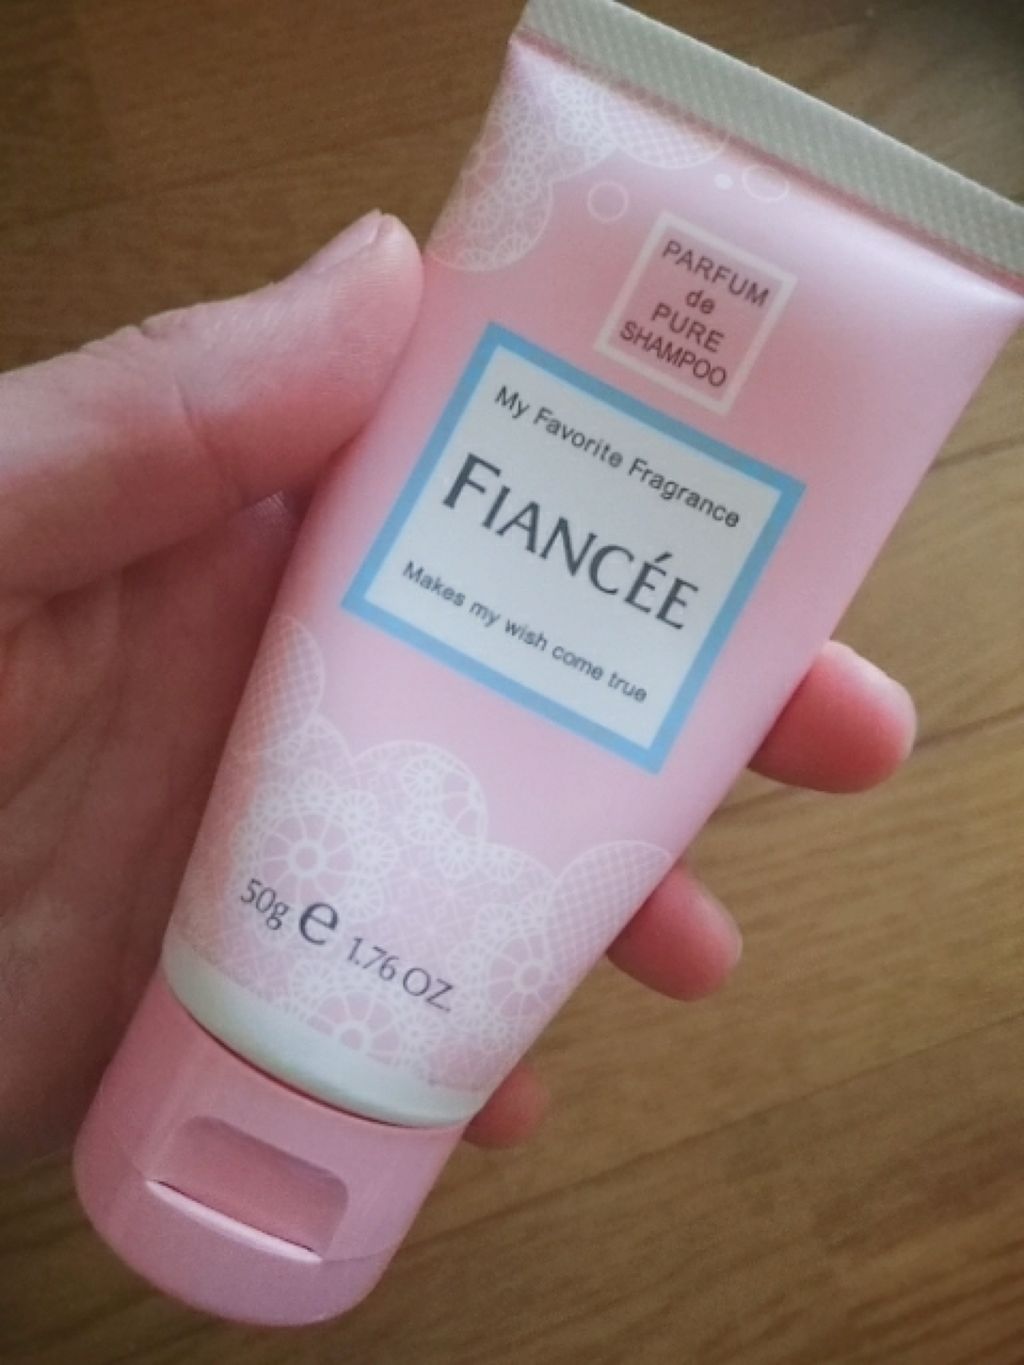 PARFUM
de
PURE
SHAMPOO
My Favorite Fragrance
FIANCÉE
Makes my wish come true
50g e 1.76 OZ.